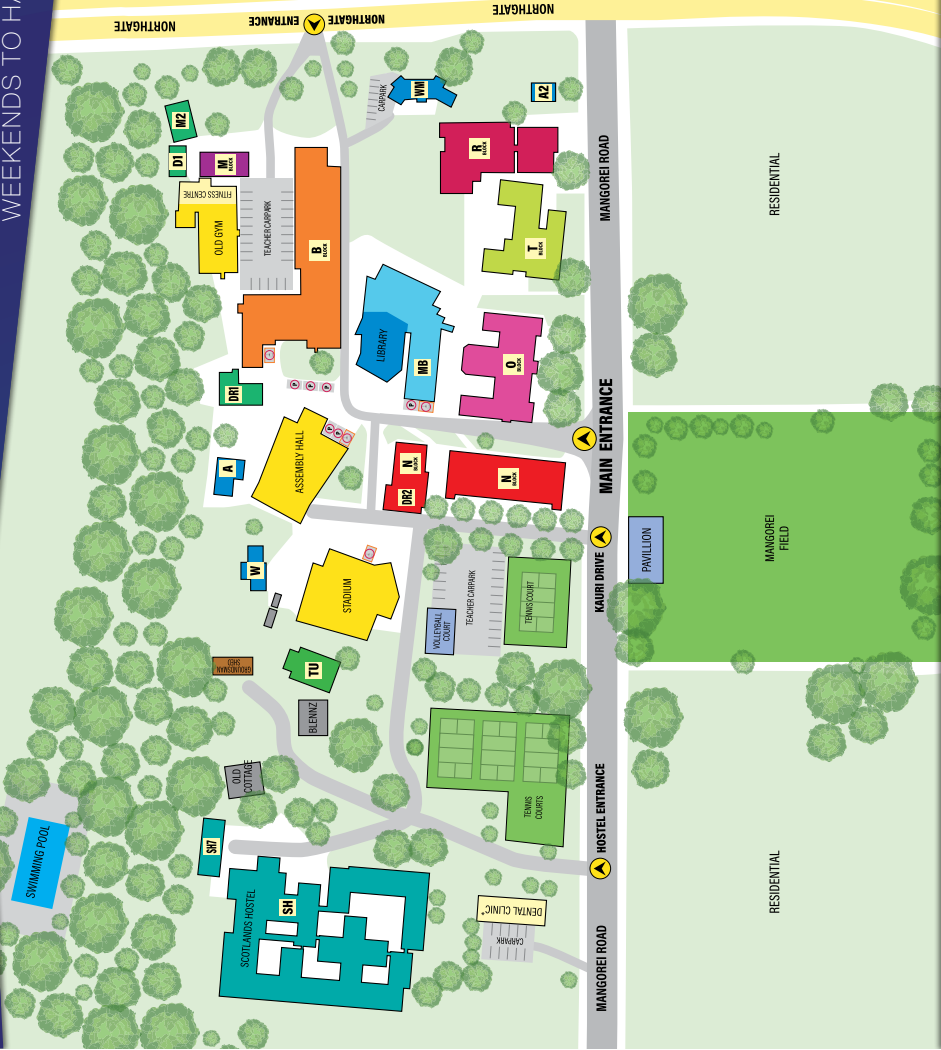 WEEKENDS TO HA
NORTHGATE
NORTHGATE
ENTRANCE
NORTHGATE
NORTHGATE
CARPARK
WM
A2
M2
D1
M
BLOCK
FITNESS CENTRE
OLD GYM
TEACHER CARPARK
B
BLOCK
R
BLOCK
T
BLOCK
MANGOREI ROAD
RESIDENTIAL
LIBRARY
MB
O
BLOCK
DR1
P
P
P
P
P
ASSEMBLY HALL
A
N
BLOCK
DR2
N
BLOCK
MAIN ENTRANCE
W
STADIUM
VOLLEYBALL
COURT
TEACHER CARPARK
TENNIS COURT
KAURI DRIVE
PAVILLION
MANGOREI
FIELD
GROUNDSMAN
SHED
TU
BLENNZ
OLD
COTTAGE
TENNIS
COURTS
HOSTEL ENTRANCE
SWIMMING POOL
SH7
SCOTLANDS HOSTEL
SH
DENTAL CLINIC*
CARPARK
MANGOREI ROAD
RESIDENTIAL